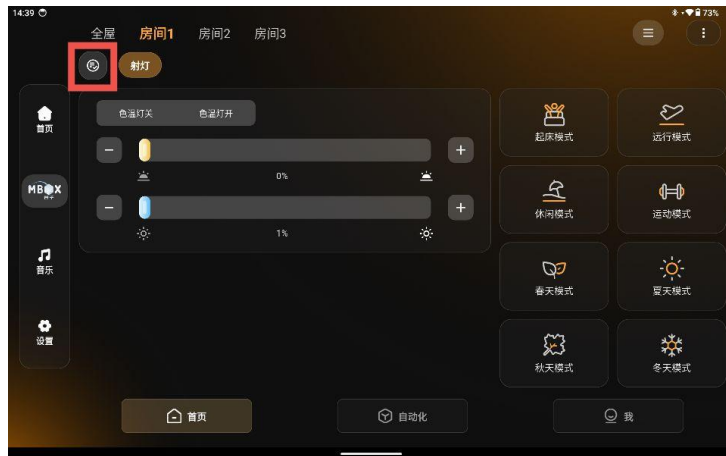 14:39
73%
全屋 房间1 房间2 房间3
射灯
首页
色温灯关 色温灯开
0%
1%
起床模式 远行模式
MBOX
休闲模式 运动模式
音乐
春天模式 夏天模式
设置
秋天模式 冬天模式
首页 自动化 我